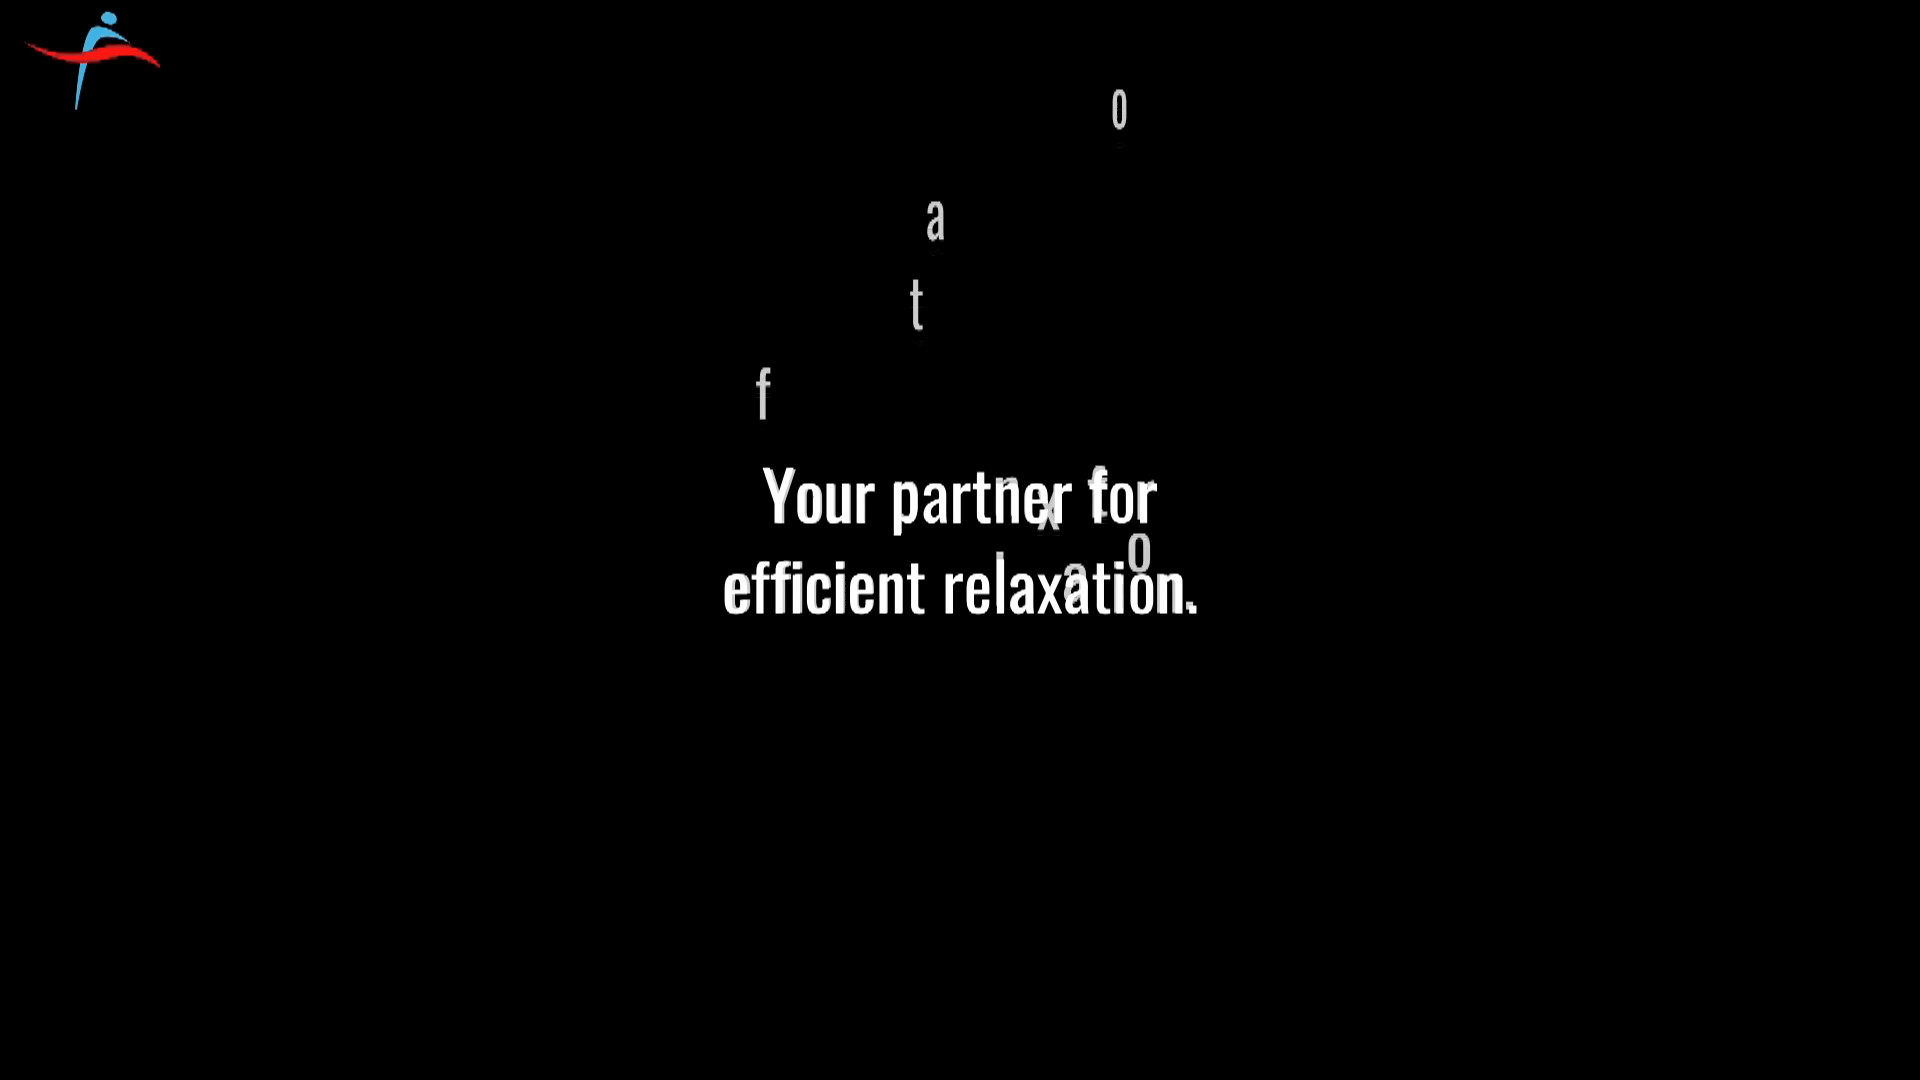 o
a
t
f
Your partner for
efficient relaxation.